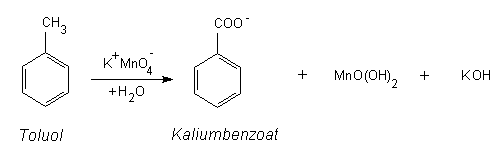 CH₃
COO⁻
K⁺MnO₄⁻
+H₂O
+ MnO(OH)₂ + KOH
Toluol
Kaliumbenzoat